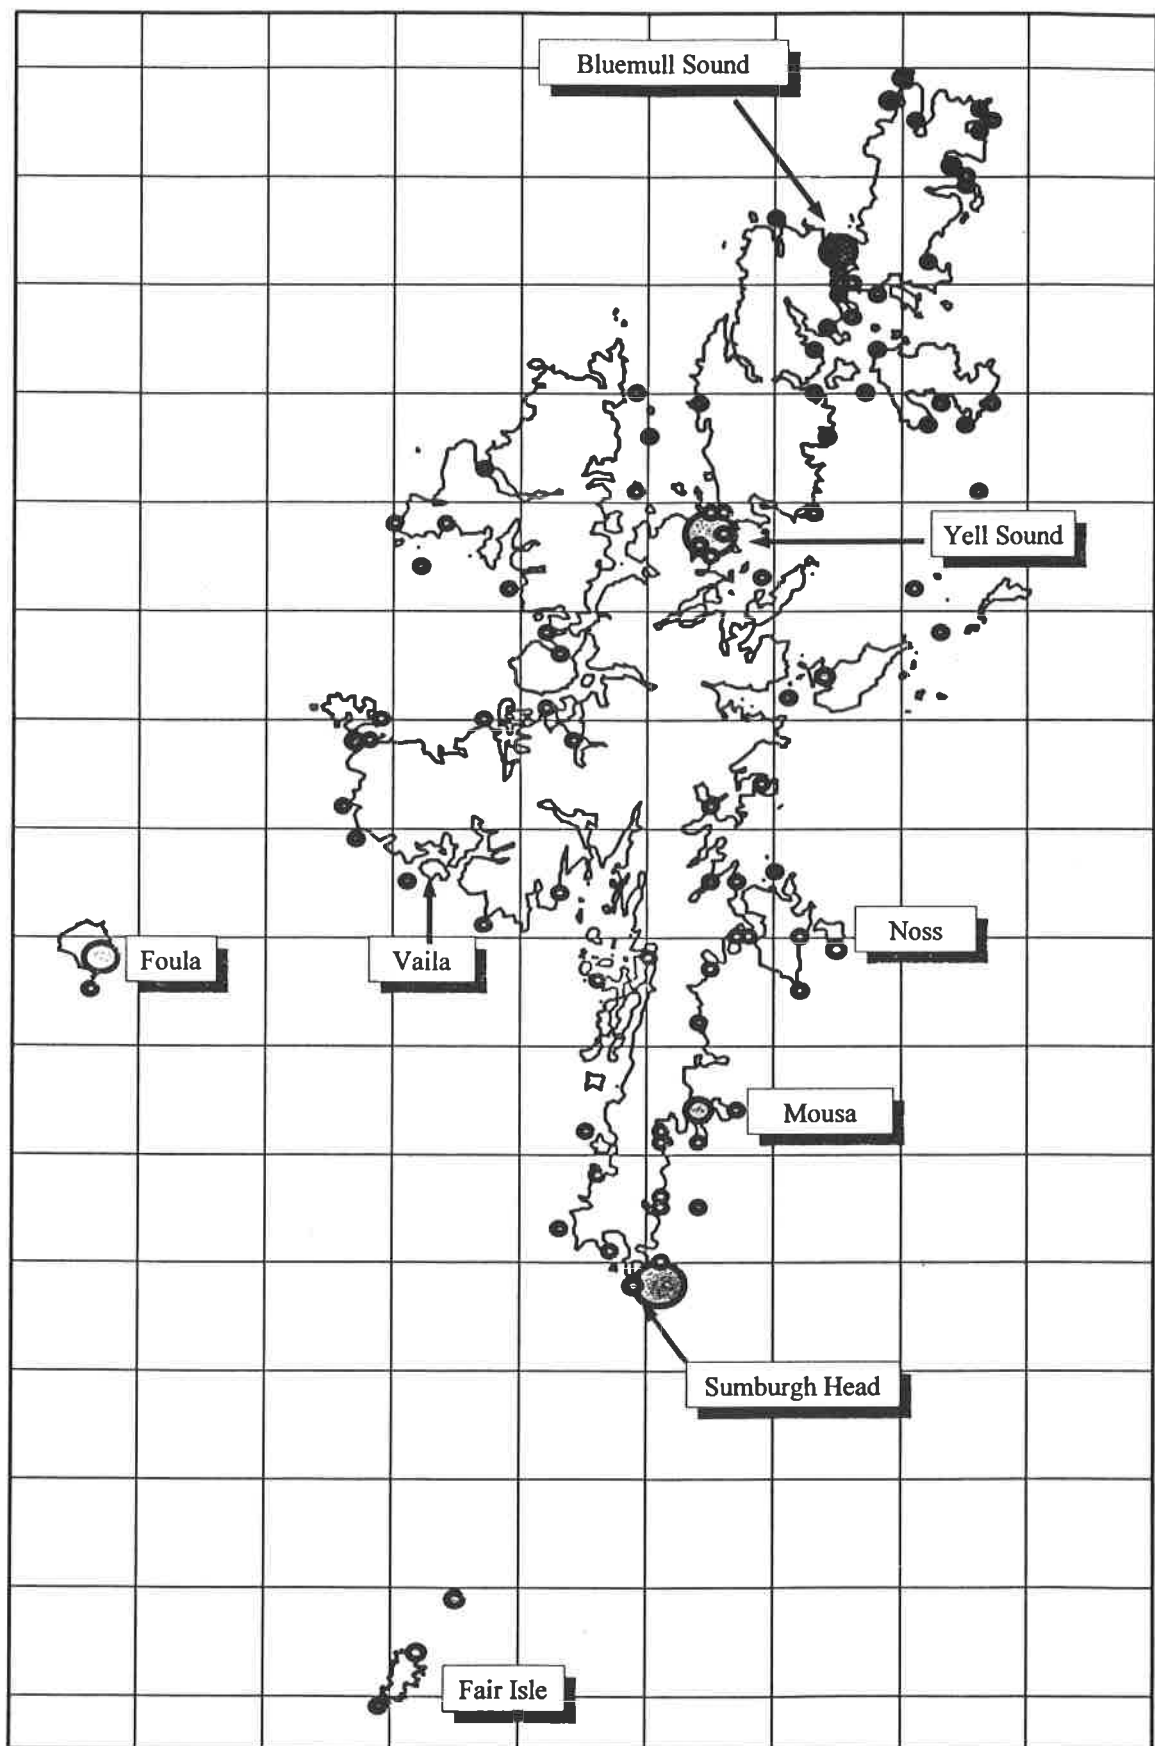 Bluemull Sound
Yell Sound
Noss
Foula
Vaila
Mousa
Sumburgh Head
Fair Isle